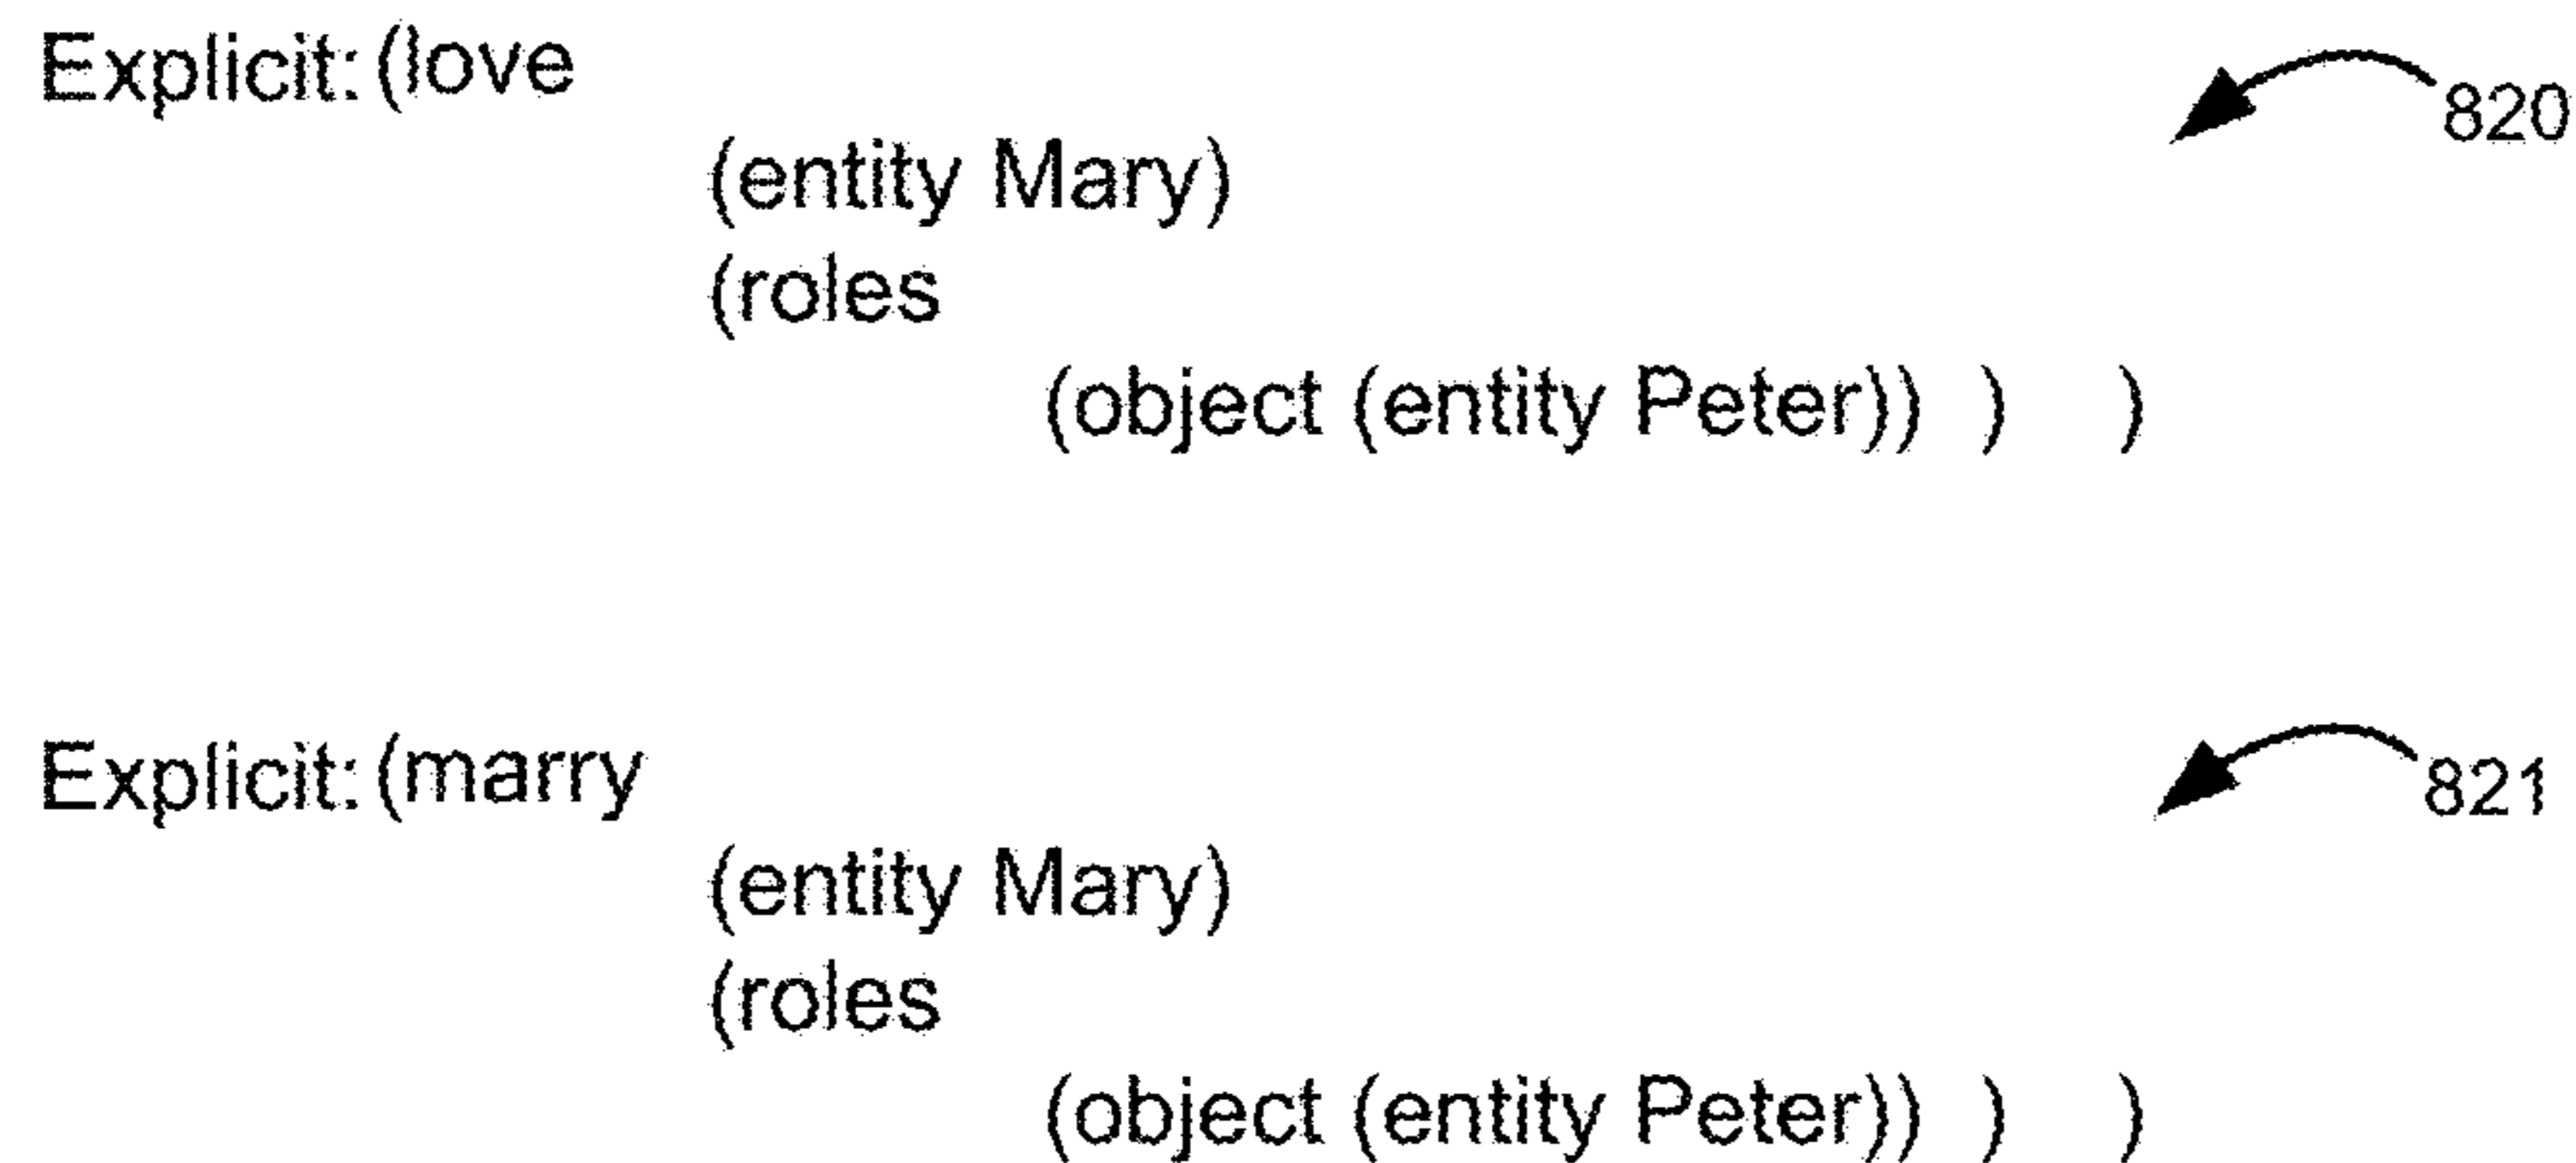 Explicit: (love
820
(entity Mary)
(roles
(object (entity Peter)) ) )
Explicit: (marry
821
(entity Mary)
(roles
(object (entity Peter)) ) )